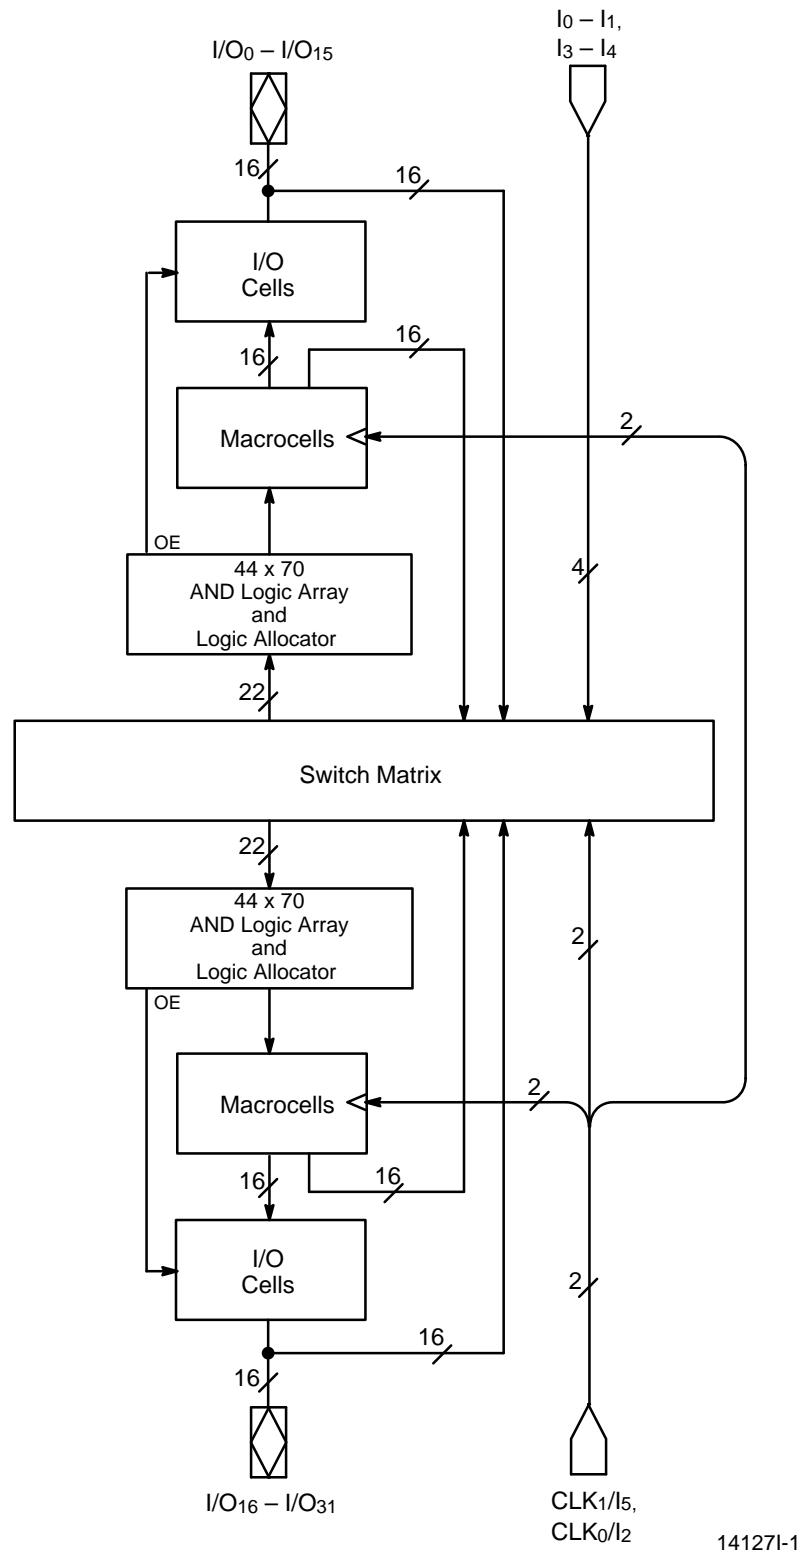 I/O0 – I/O15
I0 – I1,
I3 – I4
16
16
I/O
Cells
16
16
Macrocells
2
OE
44 x 70
AND Logic Array
and
Logic Allocator
4
22
Switch Matrix
22
44 x 70
AND Logic Array
and
Logic Allocator
2
OE
Macrocells
2
16
16
I/O
Cells
2
16
16
I/O16 – I/O31
CLK1/I5,
CLK0/I2
14127I-1